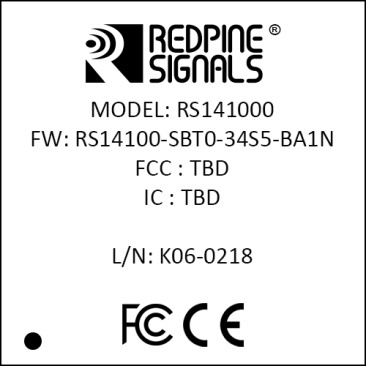 REDPINE®
SIGNALS
MODEL: RS141000
FW: RS14100-SBT0-34S5-BA1N
FCC : TBD
IC : TBD
L/N: K06-0218
FC CE